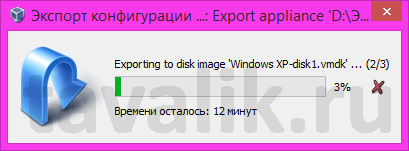 Экспорт конфигурации ...: Export appliance 'D:\Э...
Exporting to disk image 'Windows XP-disk1.vmdk' ... (2/3)
3%
Времени осталось: 12 минут
tavalik.ru